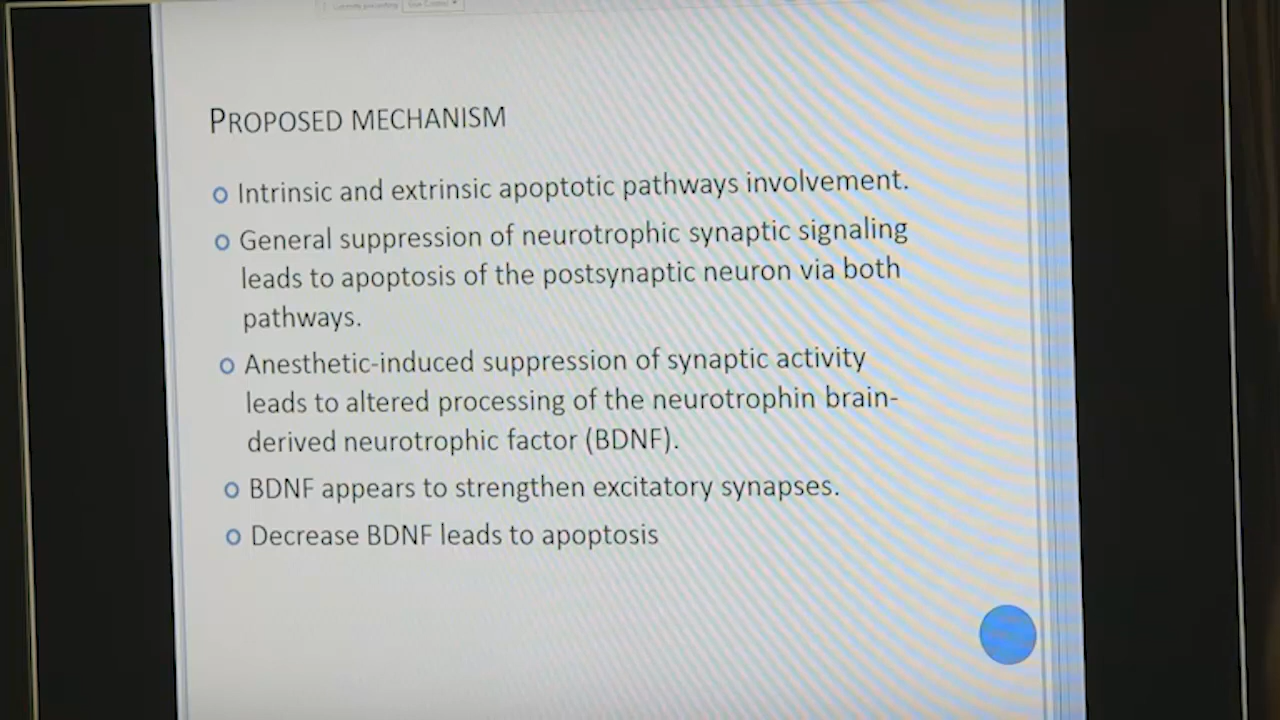 PROPOSED MECHANISM
Intrinsic and extrinsic apoptotic pathways involvement.
General suppression of neurotrophic synaptic signaling
leads to apoptosis of the postsynaptic neuron via both
pathways.
Anesthetic-induced suppression of synaptic activity
leads to altered processing of the neurotrophin brain-
derived neurotrophic factor (BDNF).
BDNF appears to strengthen excitatory synapses.
Decrease BDNF leads to apoptosis